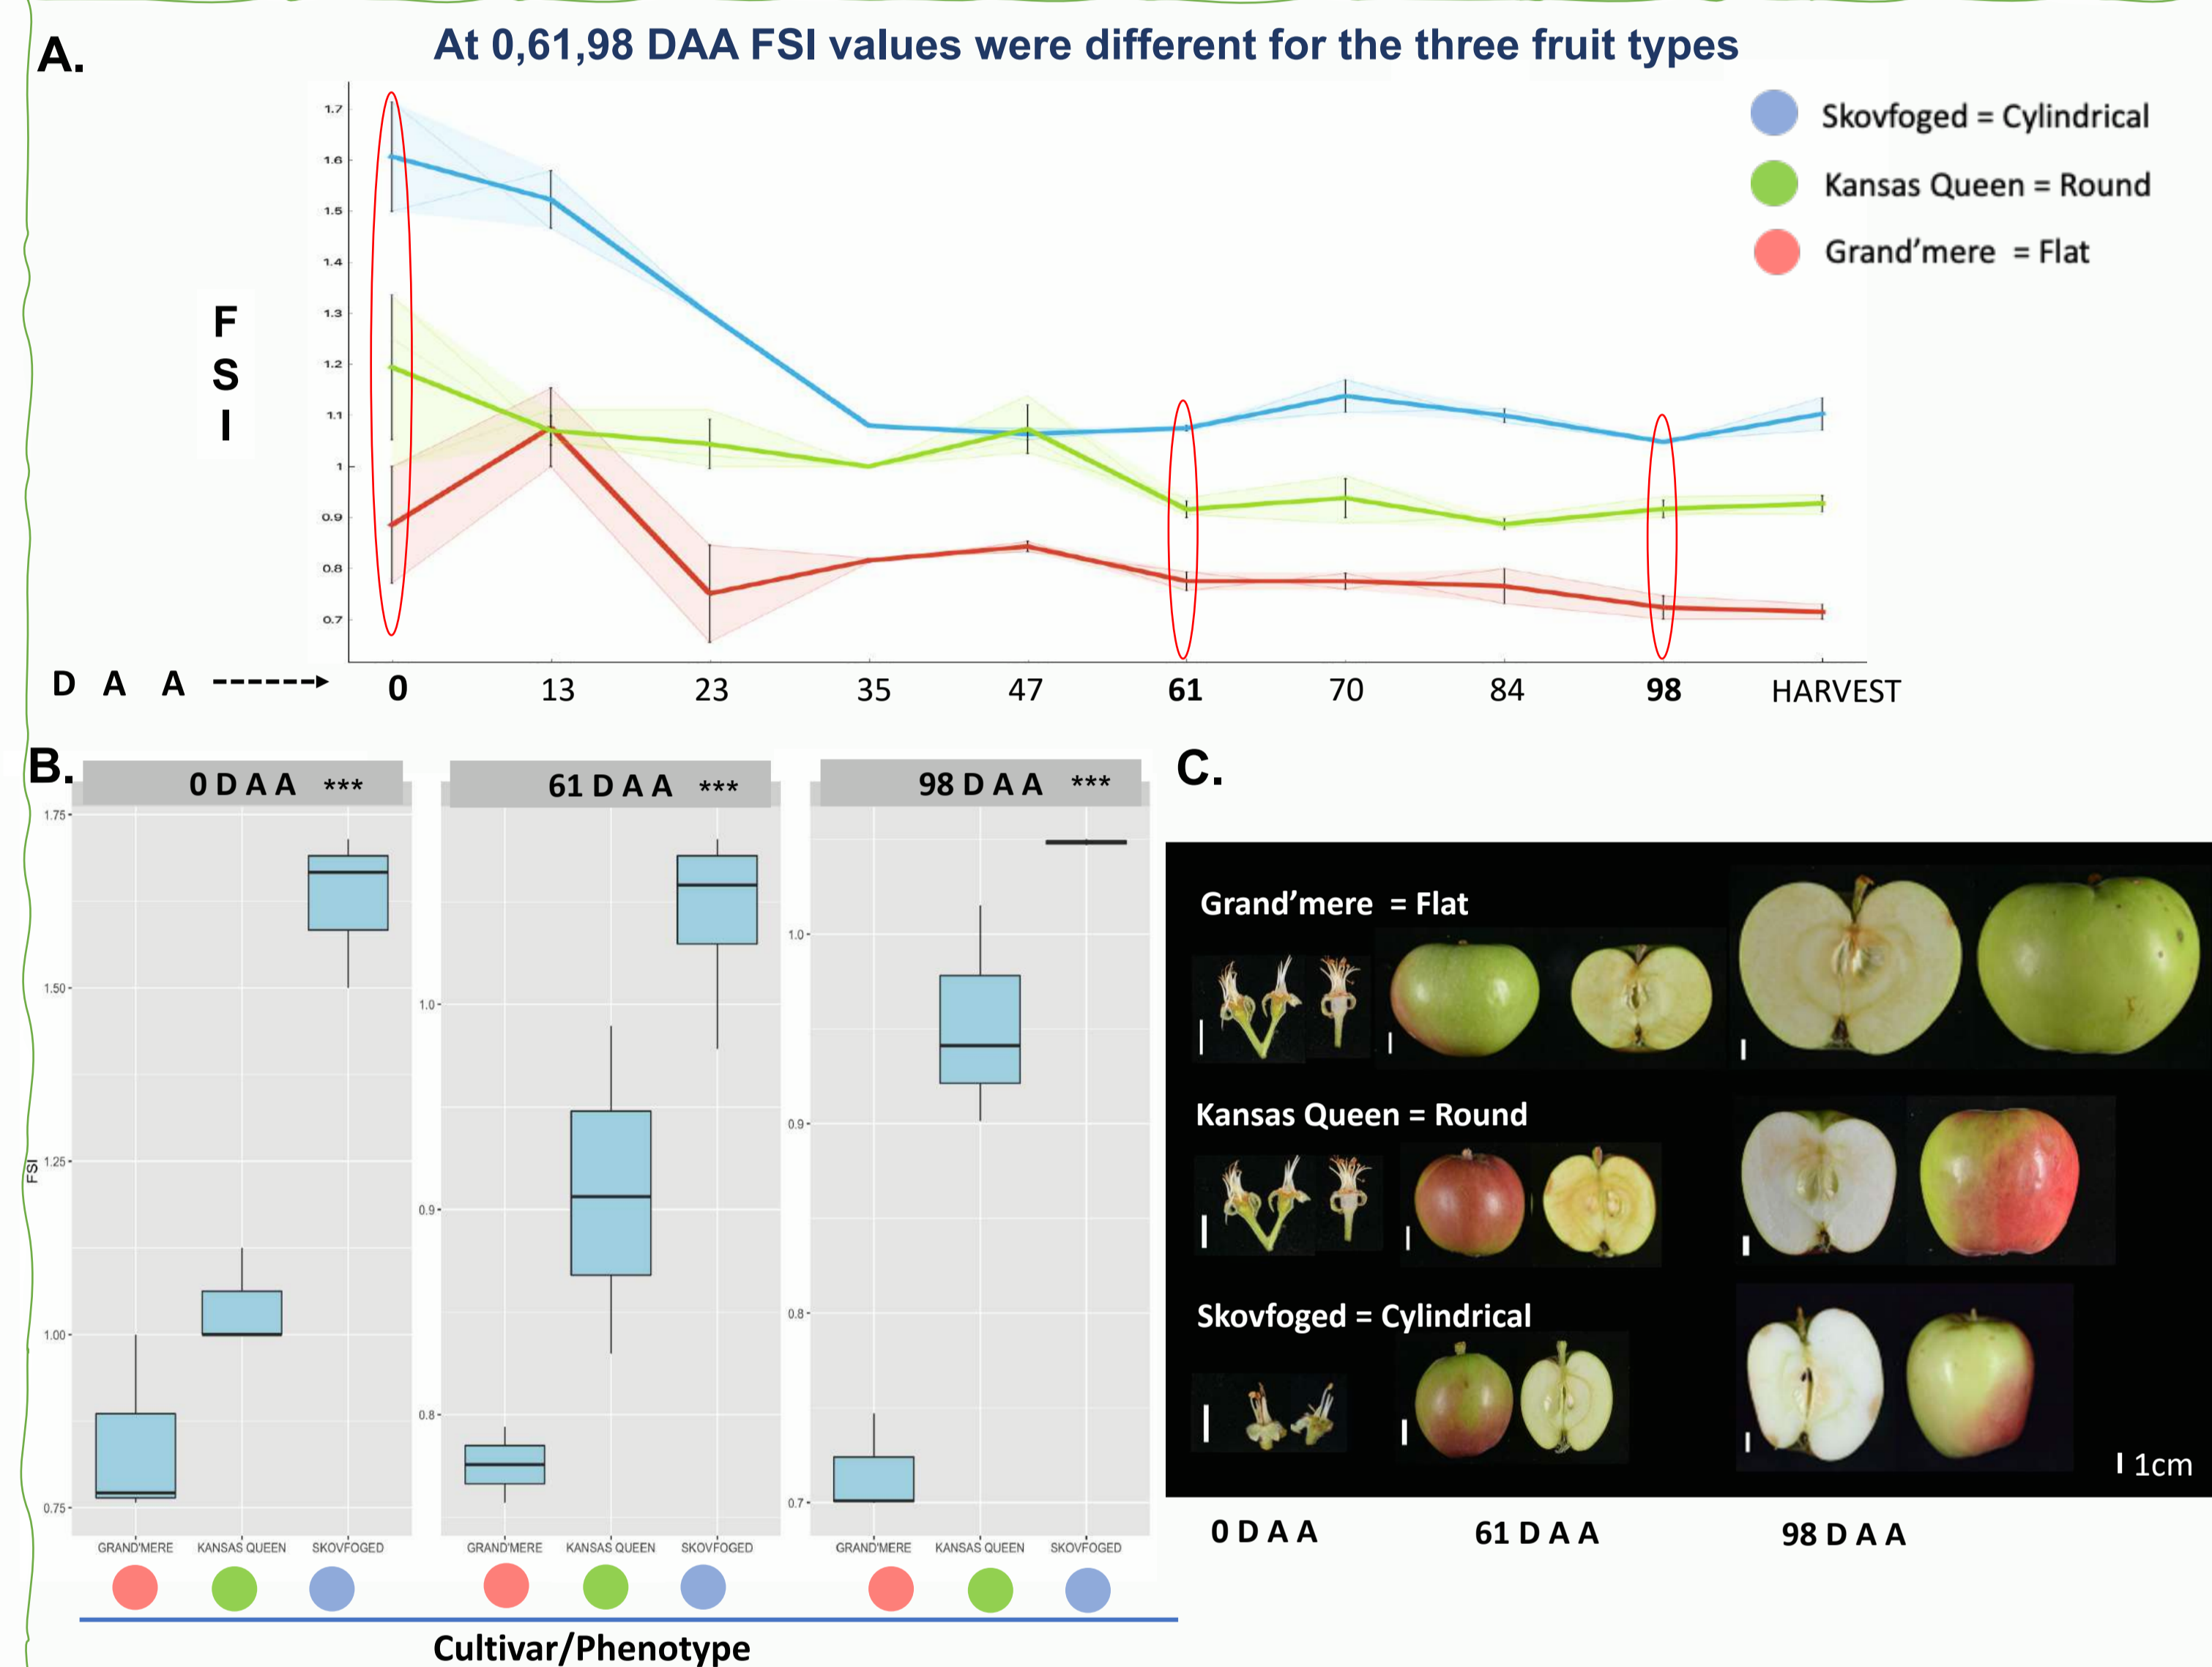 A.
At 0,61,98 DAA FSI values were different for the three fruit types
Skovfoged = Cylindrical
Kansas Queen = Round
Grand’mere = Flat
1.7
1.6
1.5
1.4
1.3
1.2
1.1
1
0.9
0.8
0.7
F
S
I
D A A
0 13 23 35 47 61 70 84 98 HARVEST
B.
0 D A A ***
61 D A A ***
98 D A A ***
FSI
1.75
1.50
1.25
1.00
0.75
1.0
0.9
0.8
1.0
0.9
0.8
0.7
GRAND'MERE KANSAS QUEEN SKOVFOGED
GRAND'MERE KANSAS QUEEN SKOVFOGED
GRAND'MERE KANSAS QUEEN SKOVFOGED
Cultivar/Phenotype
C.
Grand’mere = Flat
Kansas Queen = Round
Skovfoged = Cylindrical
1cm
0 D A A 61 D A A 98 D A A